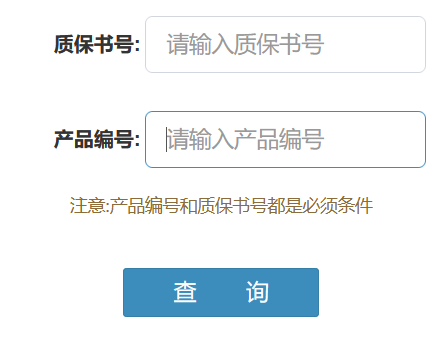 质保书号: 请输入质保书号
产品编号: 请输入产品编号
注意:产品编号和质保书号都是必须条件
查 询